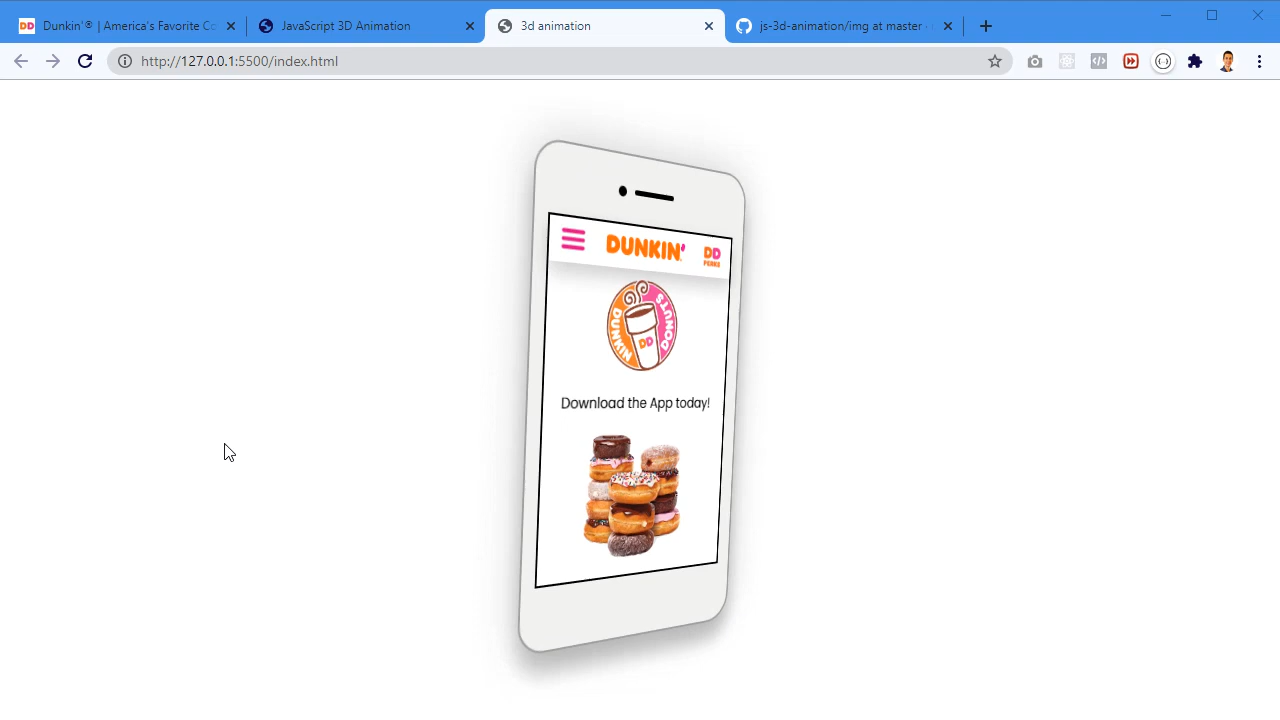 Dunkin'® | America's Favorite Co
JavaScript 3D Animation
3d animation
js-3d-animation/img at master ·
http://127.0.0.1:5500/index.html
DUNKIN'
DD
PERKS
DUNKIN
DONUTS
DD
Download the App today!